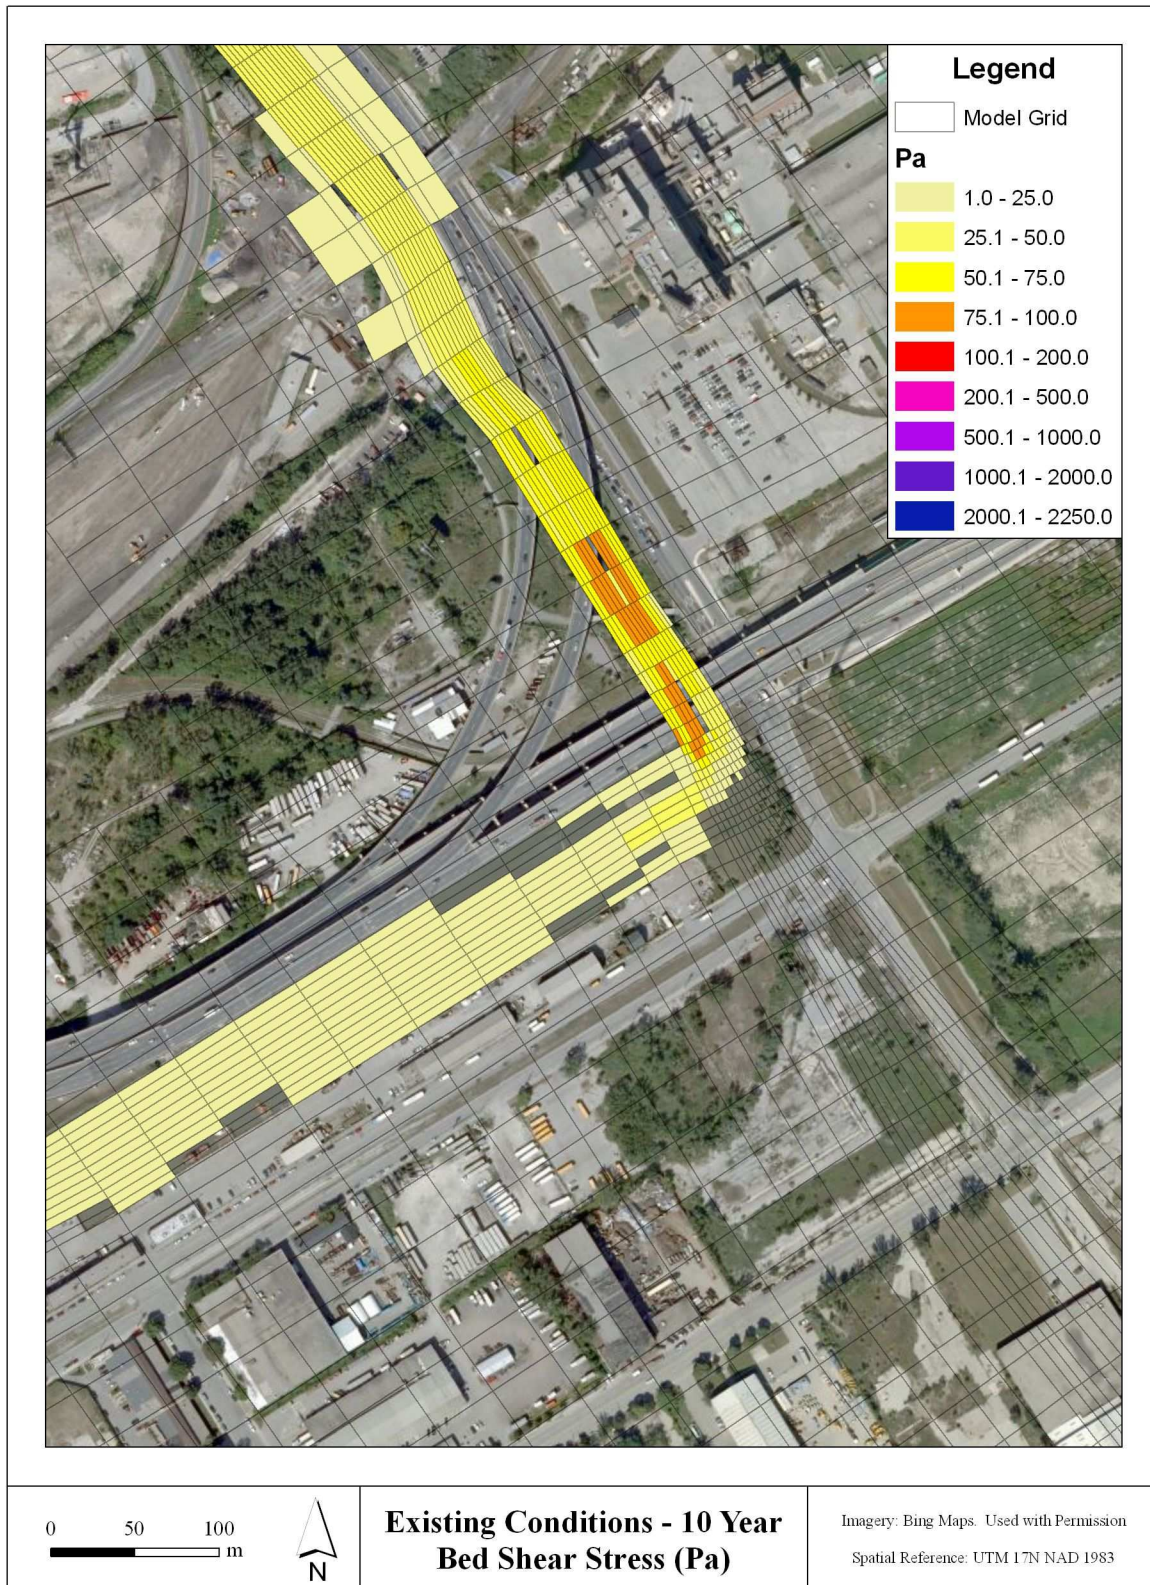 Legend
Model Grid
Pa
1.0 - 25.0
25.1 - 50.0
50.1 - 75.0
75.1 - 100.0
100.1 - 200.0
200.1 - 500.0
500.1 - 1000.0
1000.1 - 2000.0
2000.1 - 2250.0
0 50 100
m
N
Existing Conditions - 10 Year
Bed Shear Stress (Pa)
Imagery: Bing Maps. Used with Permission
Spatial Reference: UTM 17N NAD 1983